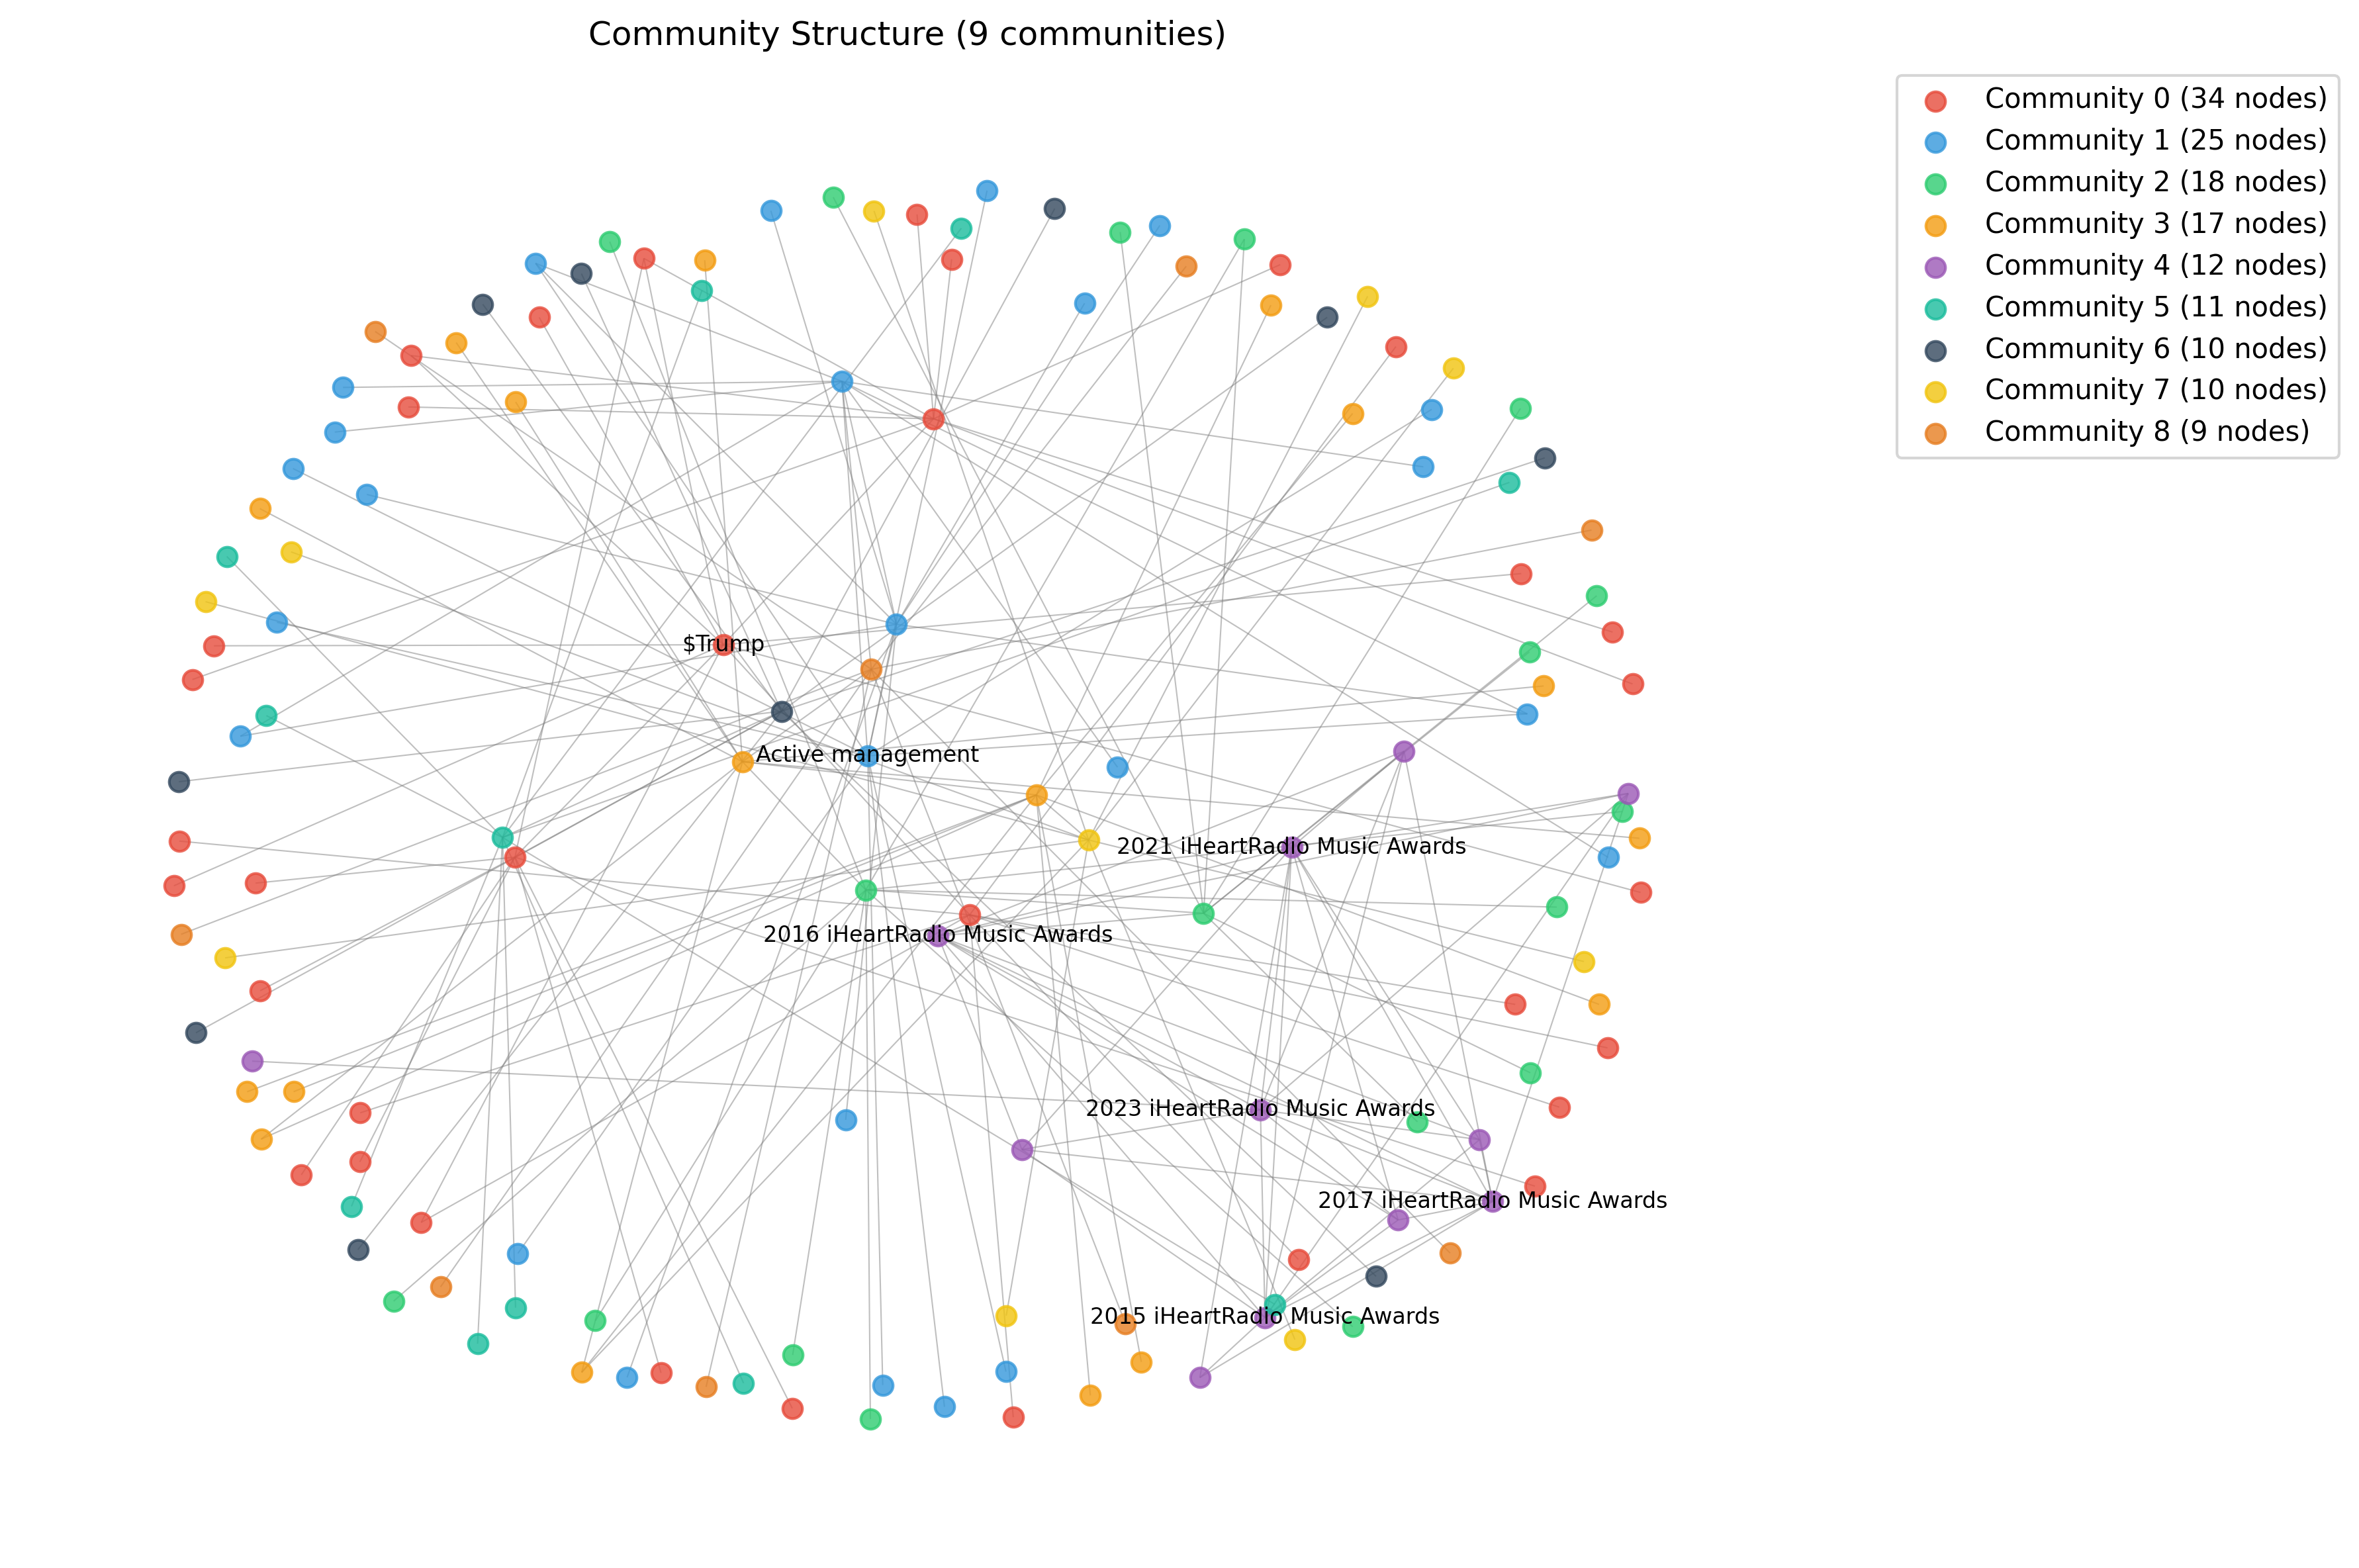 Community Structure (9 communities)
Community 0 (34 nodes)
Community 1 (25 nodes)
Community 2 (18 nodes)
Community 3 (17 nodes)
Community 4 (12 nodes)
Community 5 (11 nodes)
Community 6 (10 nodes)
Community 7 (10 nodes)
Community 8 (9 nodes)
$Trump
Active management
2021 iHeartRadio Music Awards
2016 iHeartRadio Music Awards
2023 iHeartRadio Music Awards
2017 iHeartRadio Music Awards
2015 iHeartRadio Music Awards